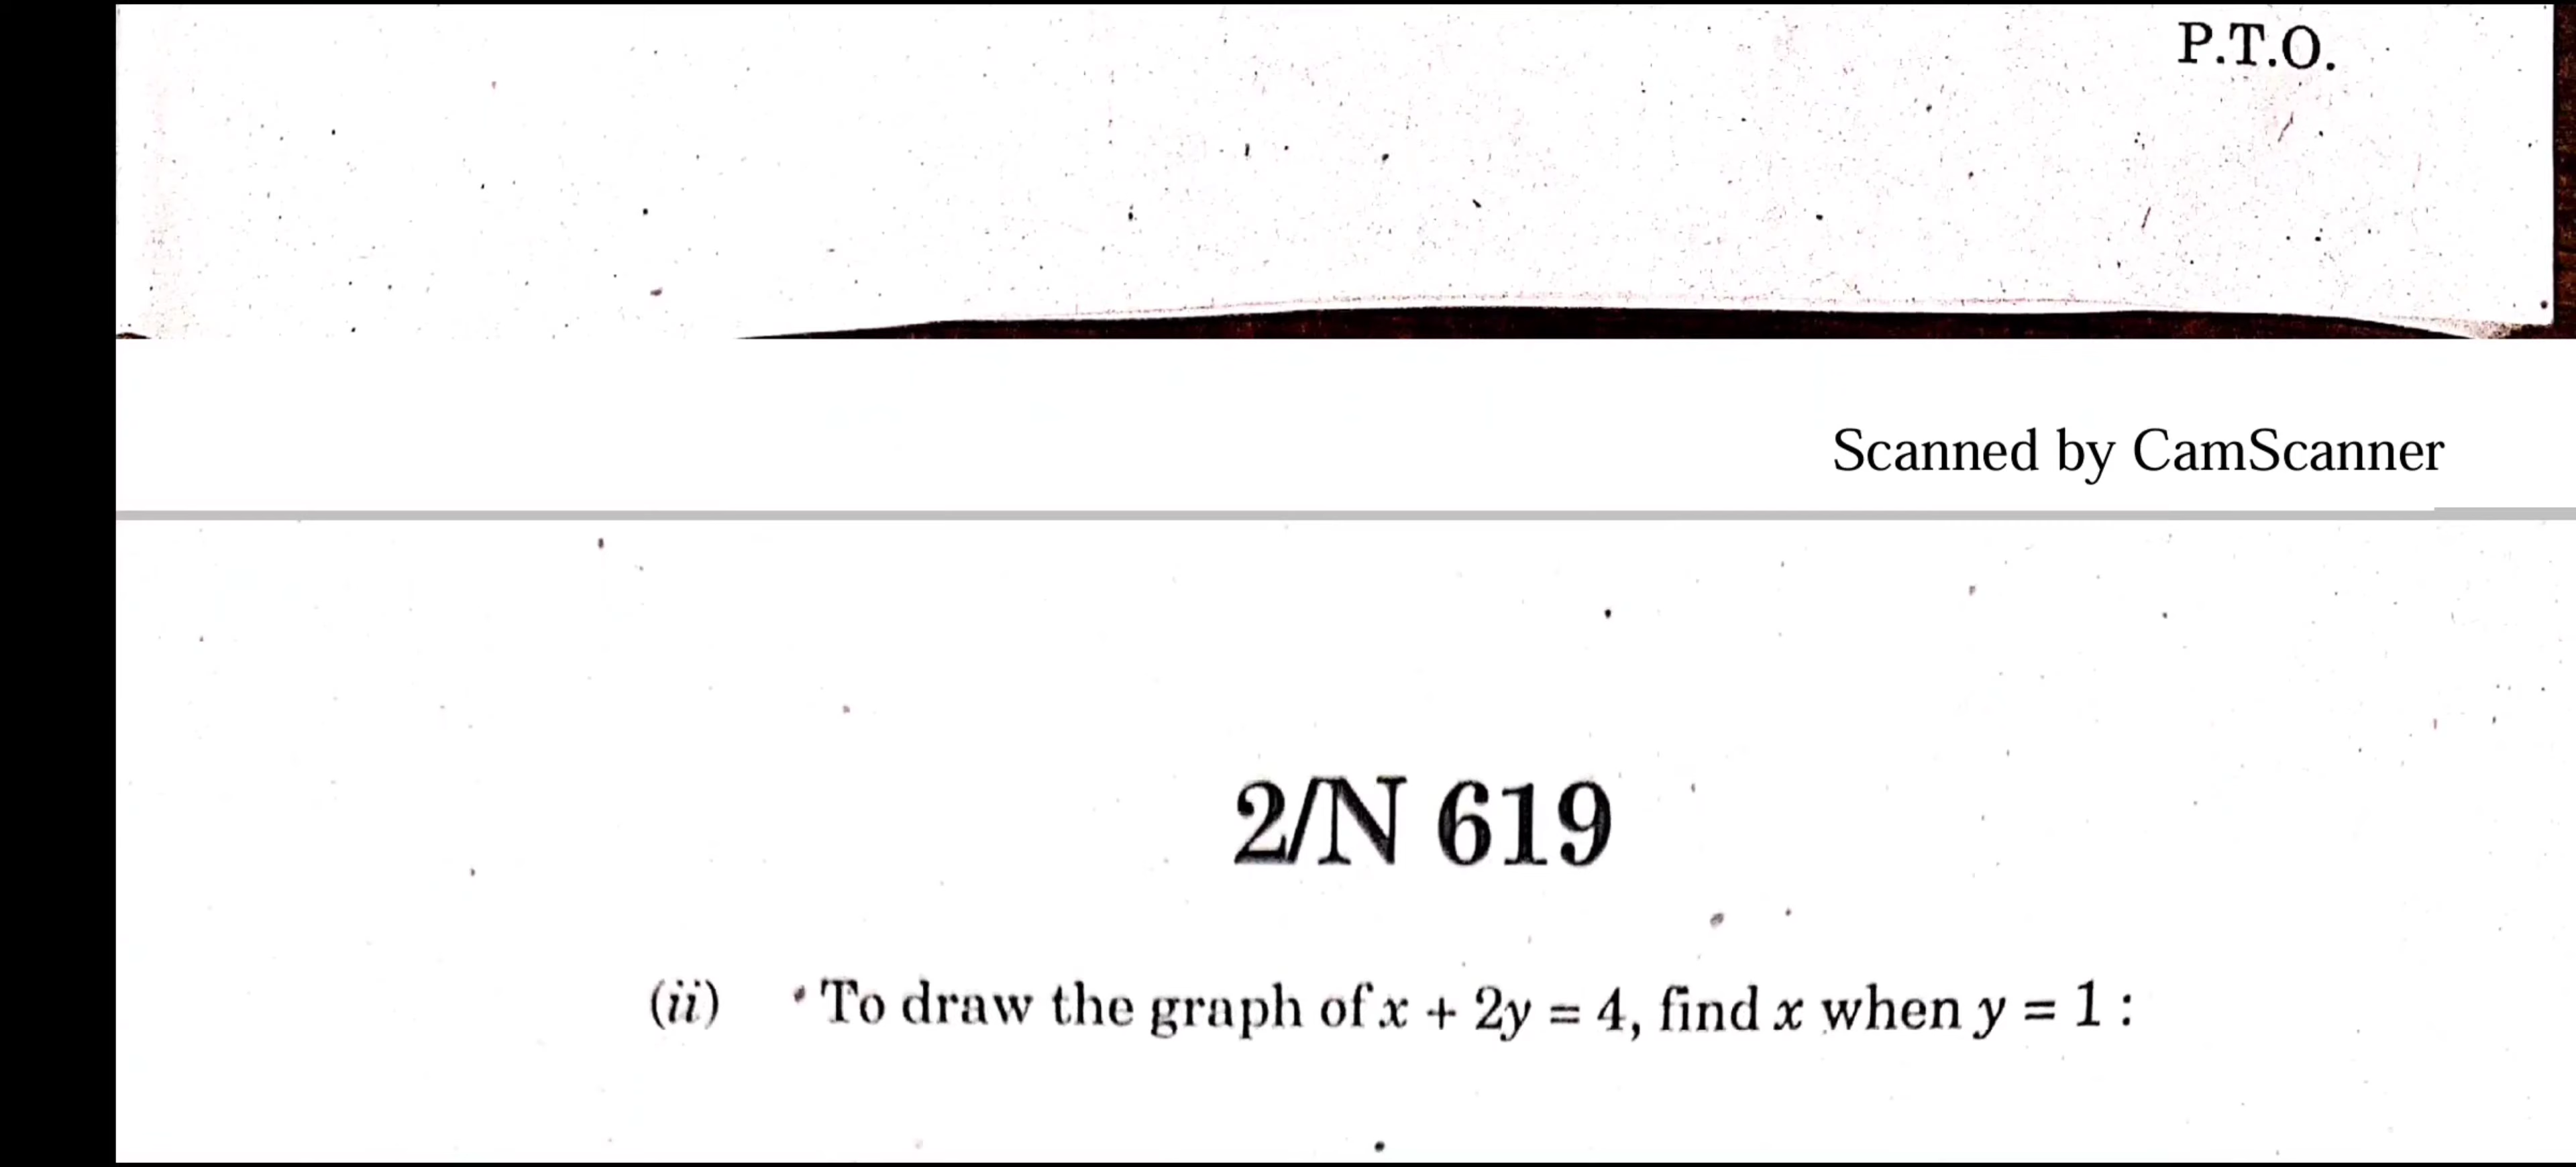 P.T.O.
Scanned by CamScanner
2/N 619
(ii) To draw the graph of x + 2y = 4, find x when y = 1 :